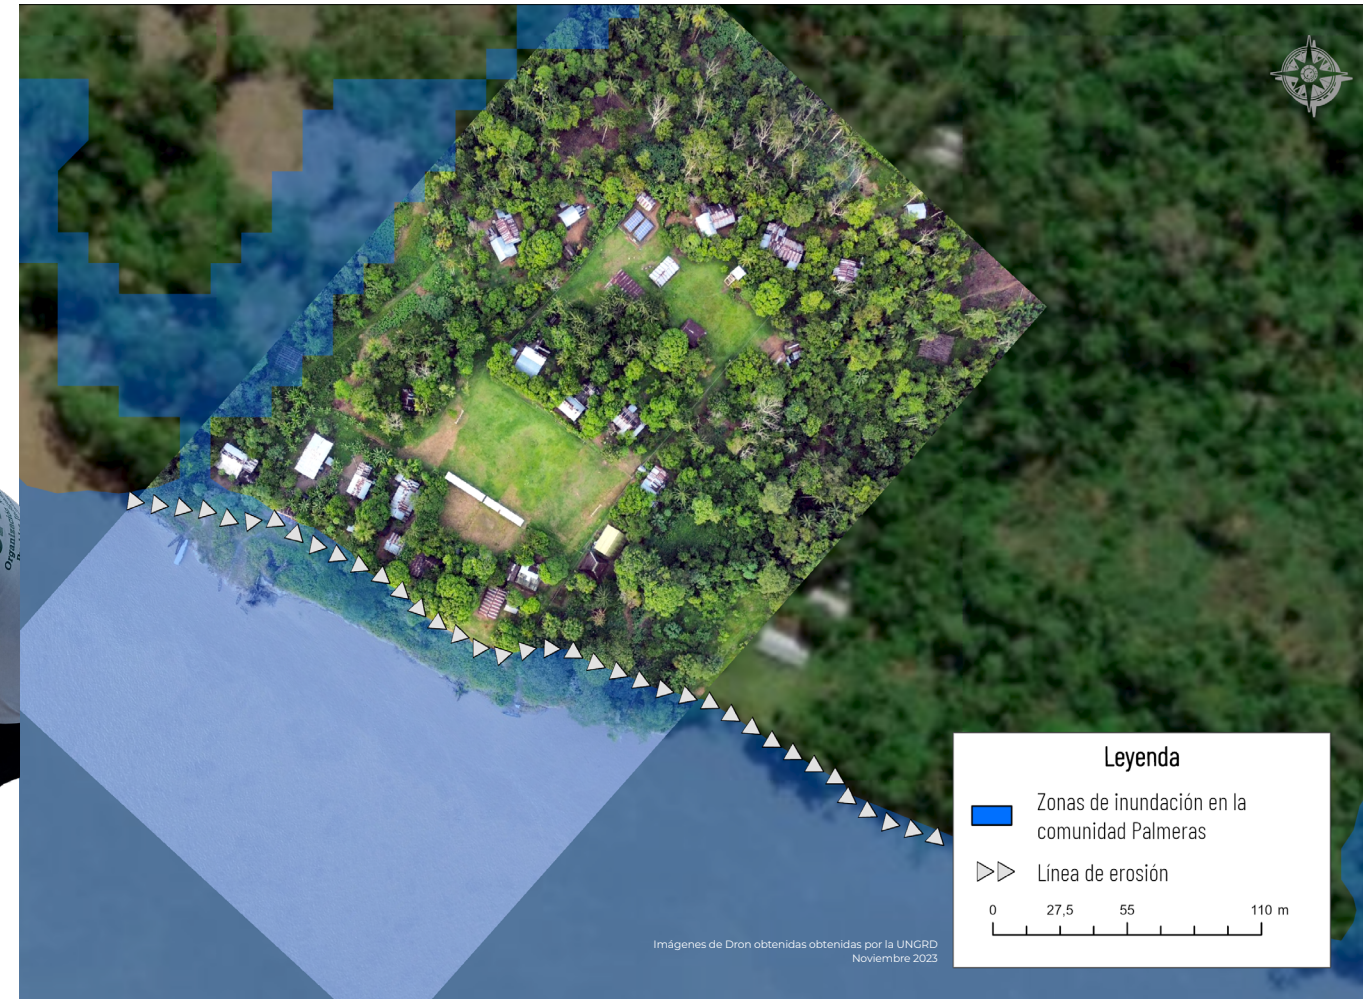 Leyenda
Zonas de inundación en la
comunidad Palmeras
Línea de erosión
0 27,5 55 110 m
Imágenes de Dron obtenidas obtenidas por la UNGRD
Noviembre 2023